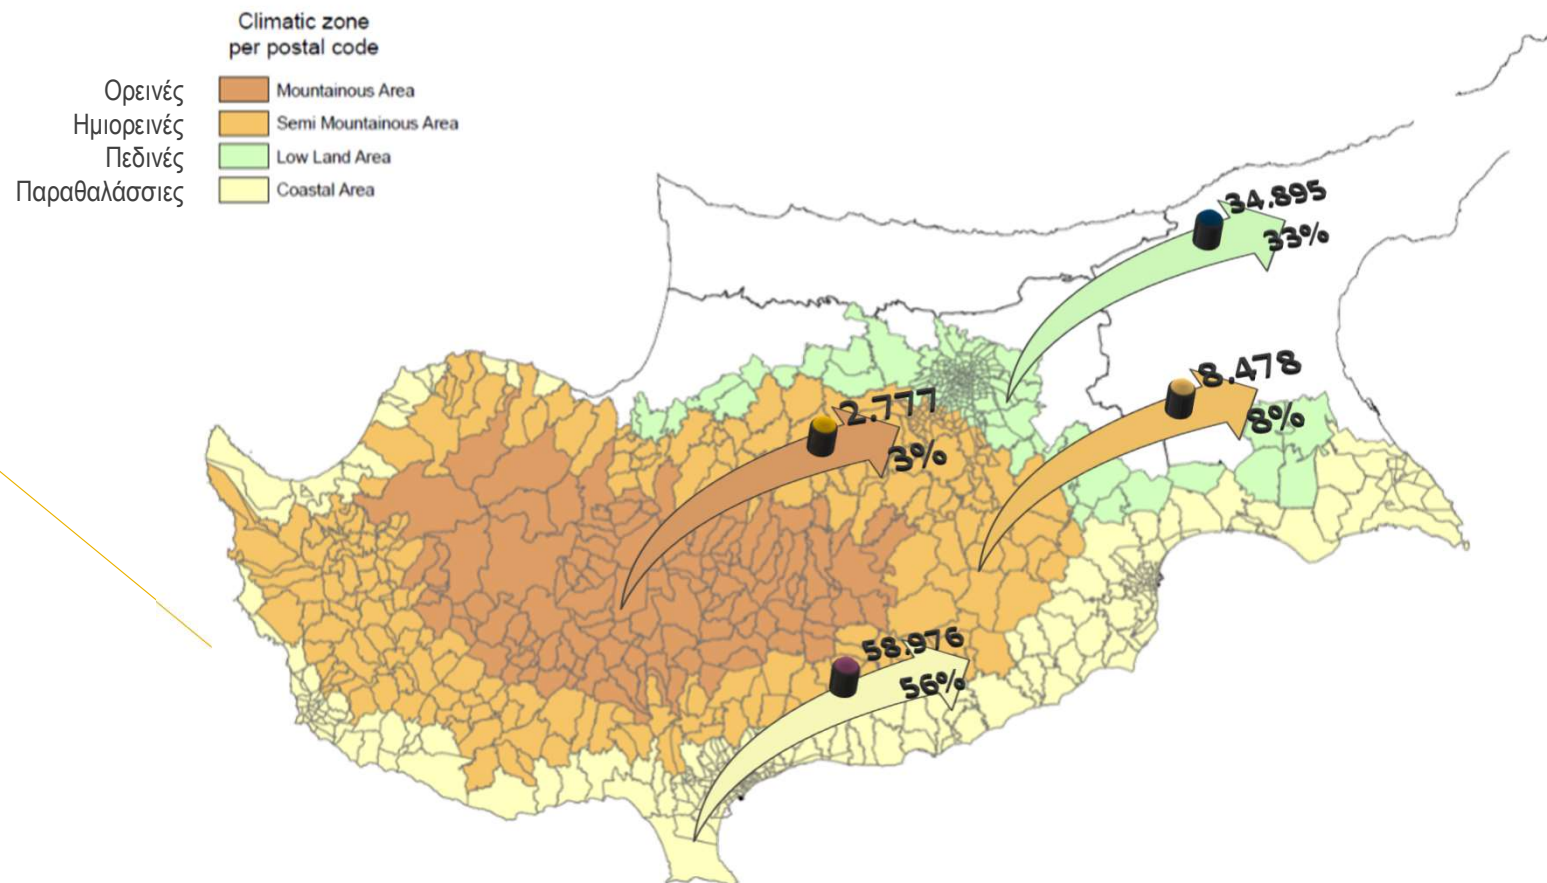 Climatic zone
per postal code
Ορεινές
Mountainous Area
Ημιορεινές
Semi Mountainous Area
Πεδινές
Low Land Area
Παραθαλάσσιες
Coastal Area
34.895
33%
8.478
8%
2.777
3%
58.976
56%